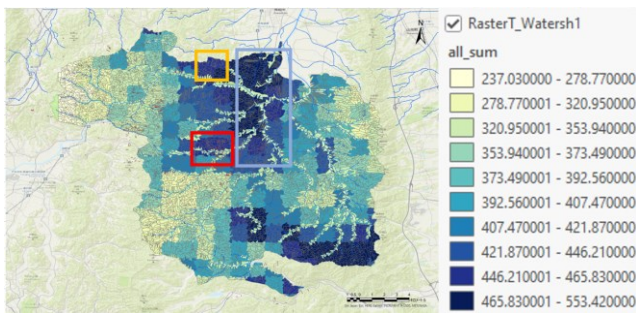 N
RasterT_Watersh1
all_sum
237.030000 - 278.770000
278.770001 - 320.950000
320.950001 - 353.940000
353.940001 - 373.490000
373.490001 - 392.560000
392.560001 - 407.470000
407.470001 - 421.870000
421.870001 - 446.210000
446.210001 - 465.830000
465.830001 - 553.420000